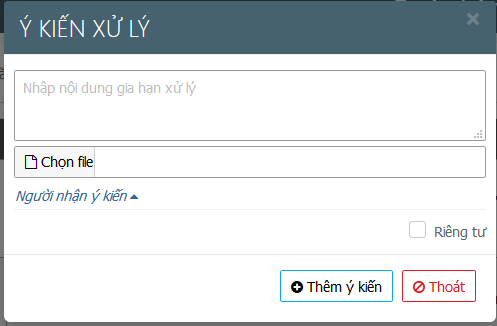 Ý KIẾN XỬ LÝ
Nhập nội dung gia hạn xử lý
Chọn file
Người nhận ý kiến
Riêng tư
Thêm ý kiến
Thoát